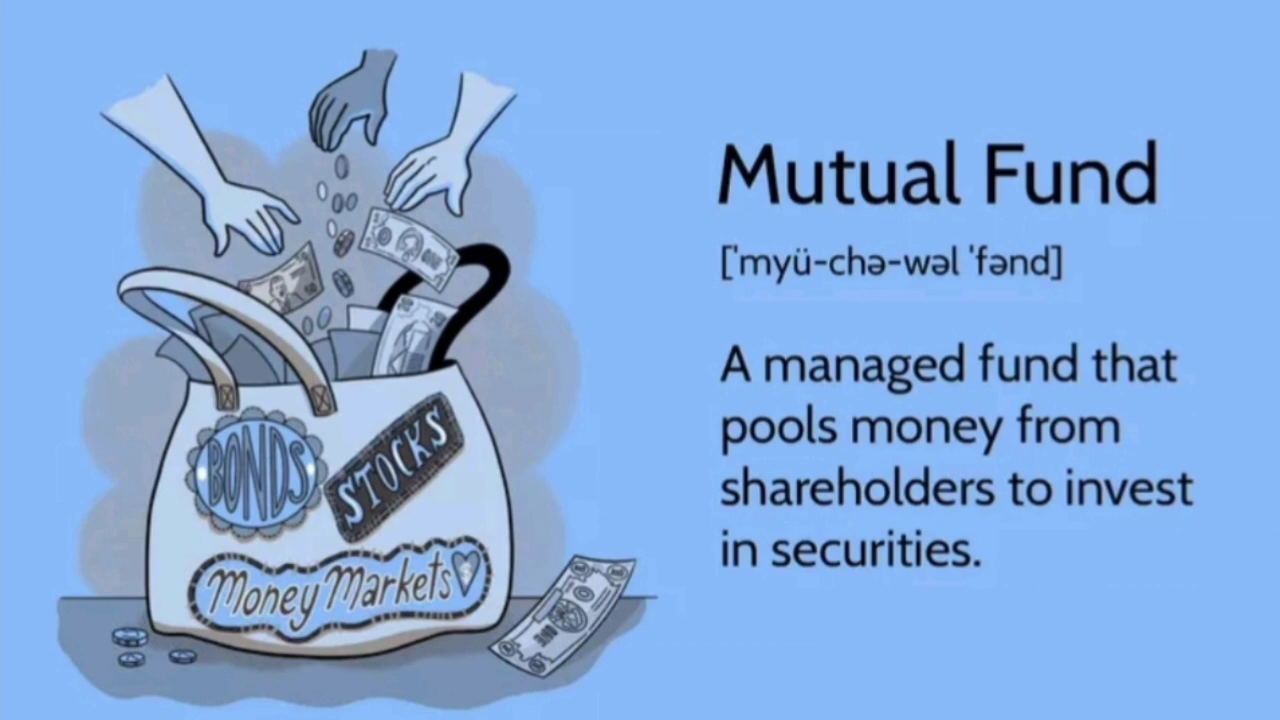 Mutual Fund
['myü-chə-wəl 'fənd]
A managed fund that
pools money from
shareholders to invest
in securities.
BONDS
STOCKS
Money Markets